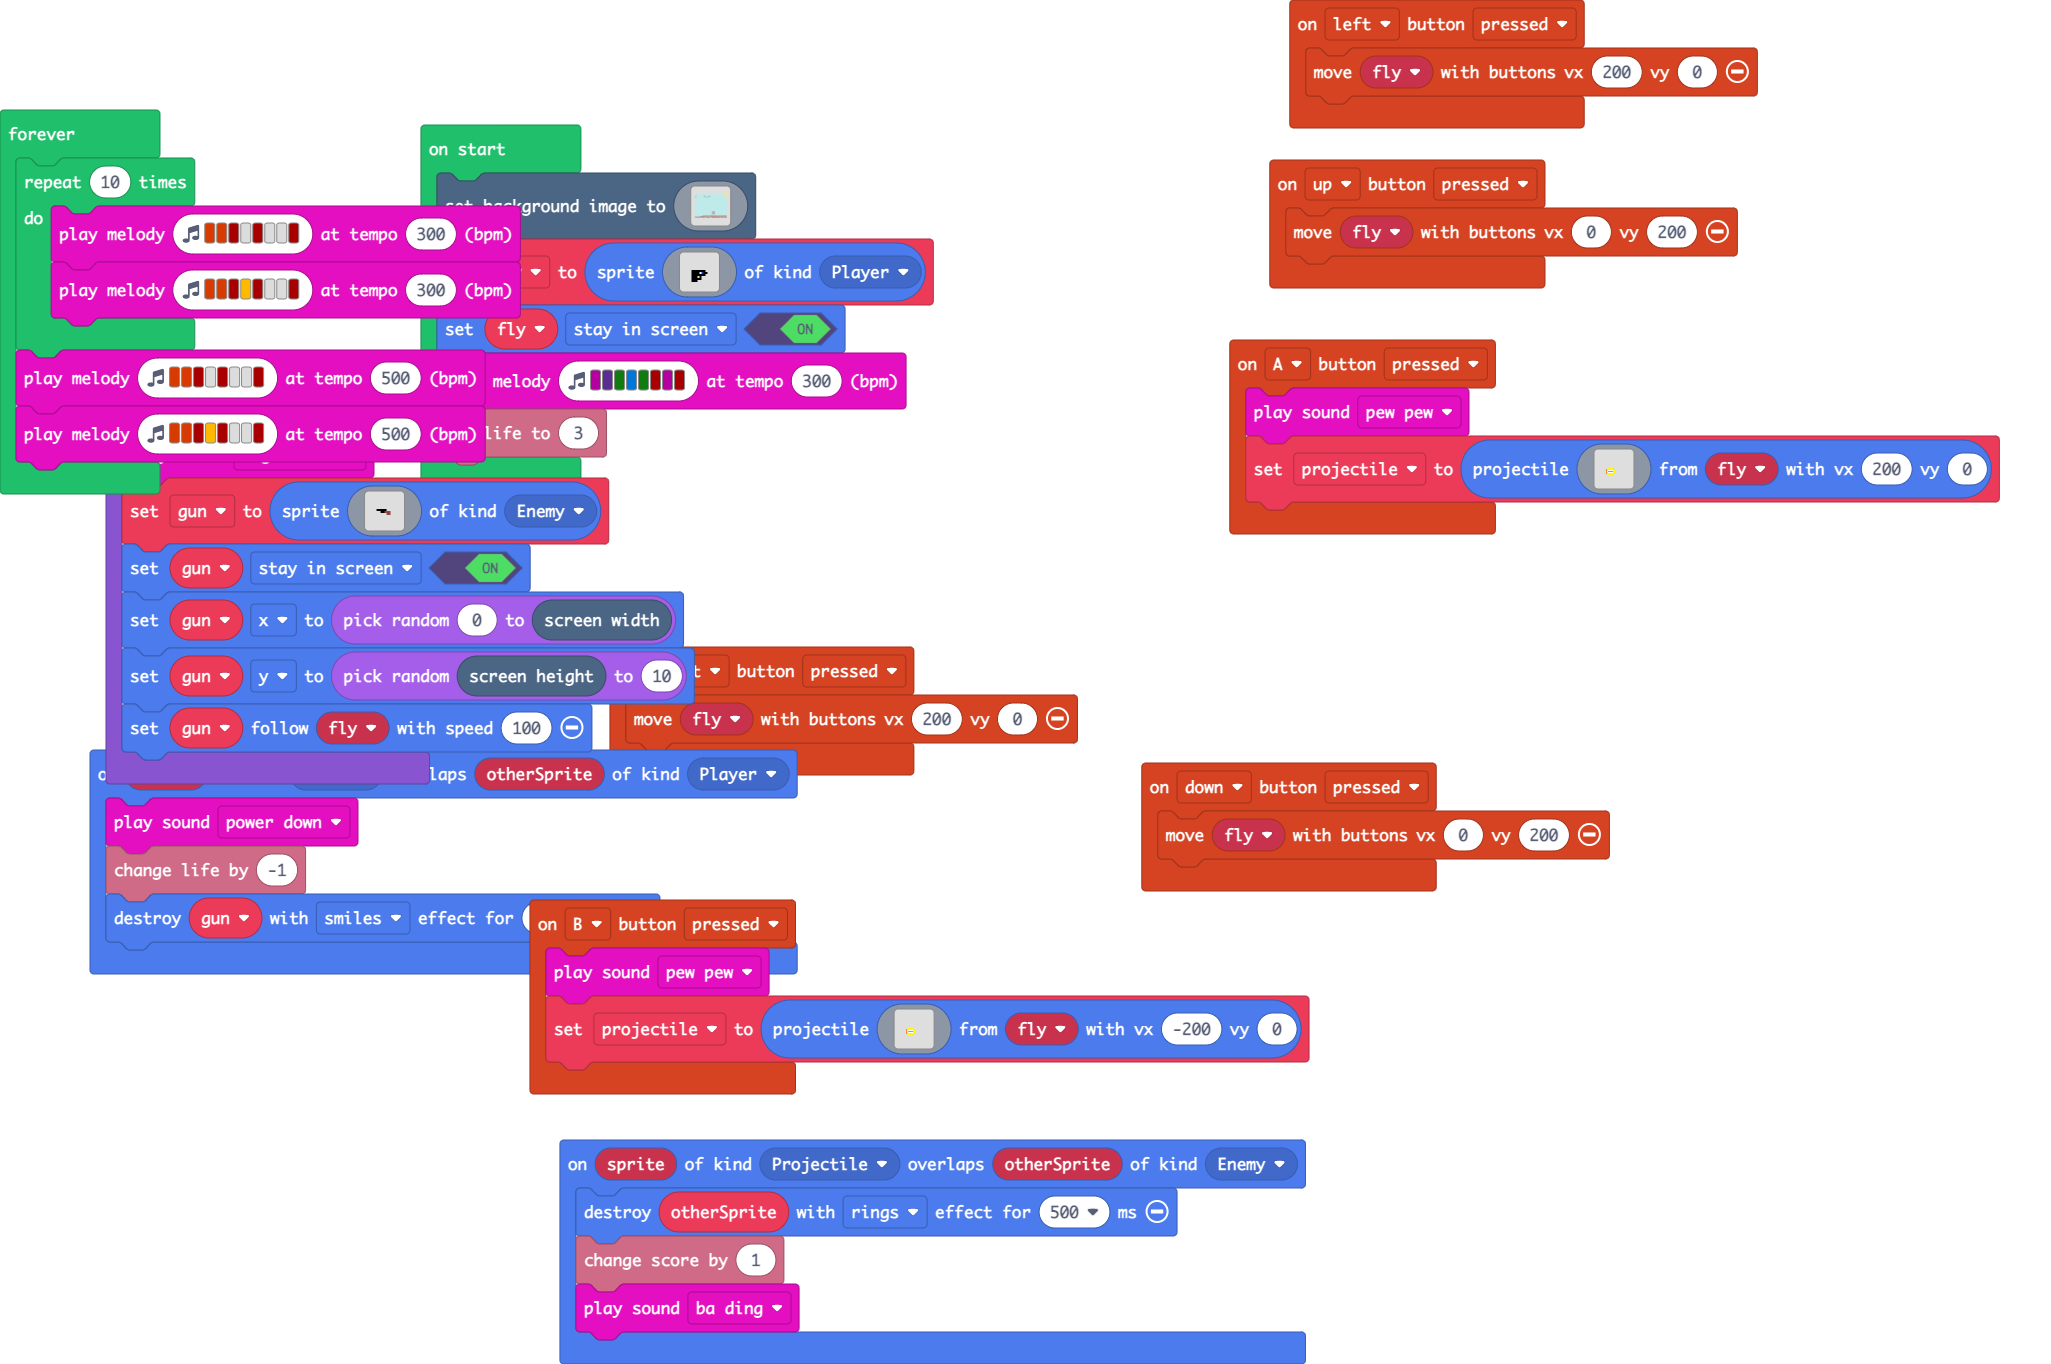 on left button pressed
move fly with buttons vx 200 vy 0
forever
repeat 10 times
do
play melody at tempo 300 (bpm)
play melody at tempo 300 (bpm)
play melody at tempo 500 (bpm)
play melody at tempo 500 (bpm)
on start
set background image to
to sprite of kind Player
set fly stay in screen ON
melody at tempo 300 (bpm)
life to 3
on up button pressed
move fly with buttons vx 0 vy 200
on A button pressed
play sound pew pew
set projectile to projectile from fly with vx 200 vy 0
set gun to sprite of kind Enemy
set gun stay in screen ON
set gun x to pick random 0 to screen width
set gun y to pick random screen height to 10
set gun follow fly with speed 100
button pressed
move fly with buttons vx 200 vy 0
otherSprite of kind Player
play sound power down
change life by -1
destroy gun with smiles effect for
on down button pressed
move fly with buttons vx 0 vy 200
on B button pressed
play sound pew pew
set projectile to projectile from fly with vx -200 vy 0
on sprite of kind Projectile overlaps otherSprite of kind Enemy
destroy otherSprite with rings effect for 500 ms
change score by 1
play sound ba ding